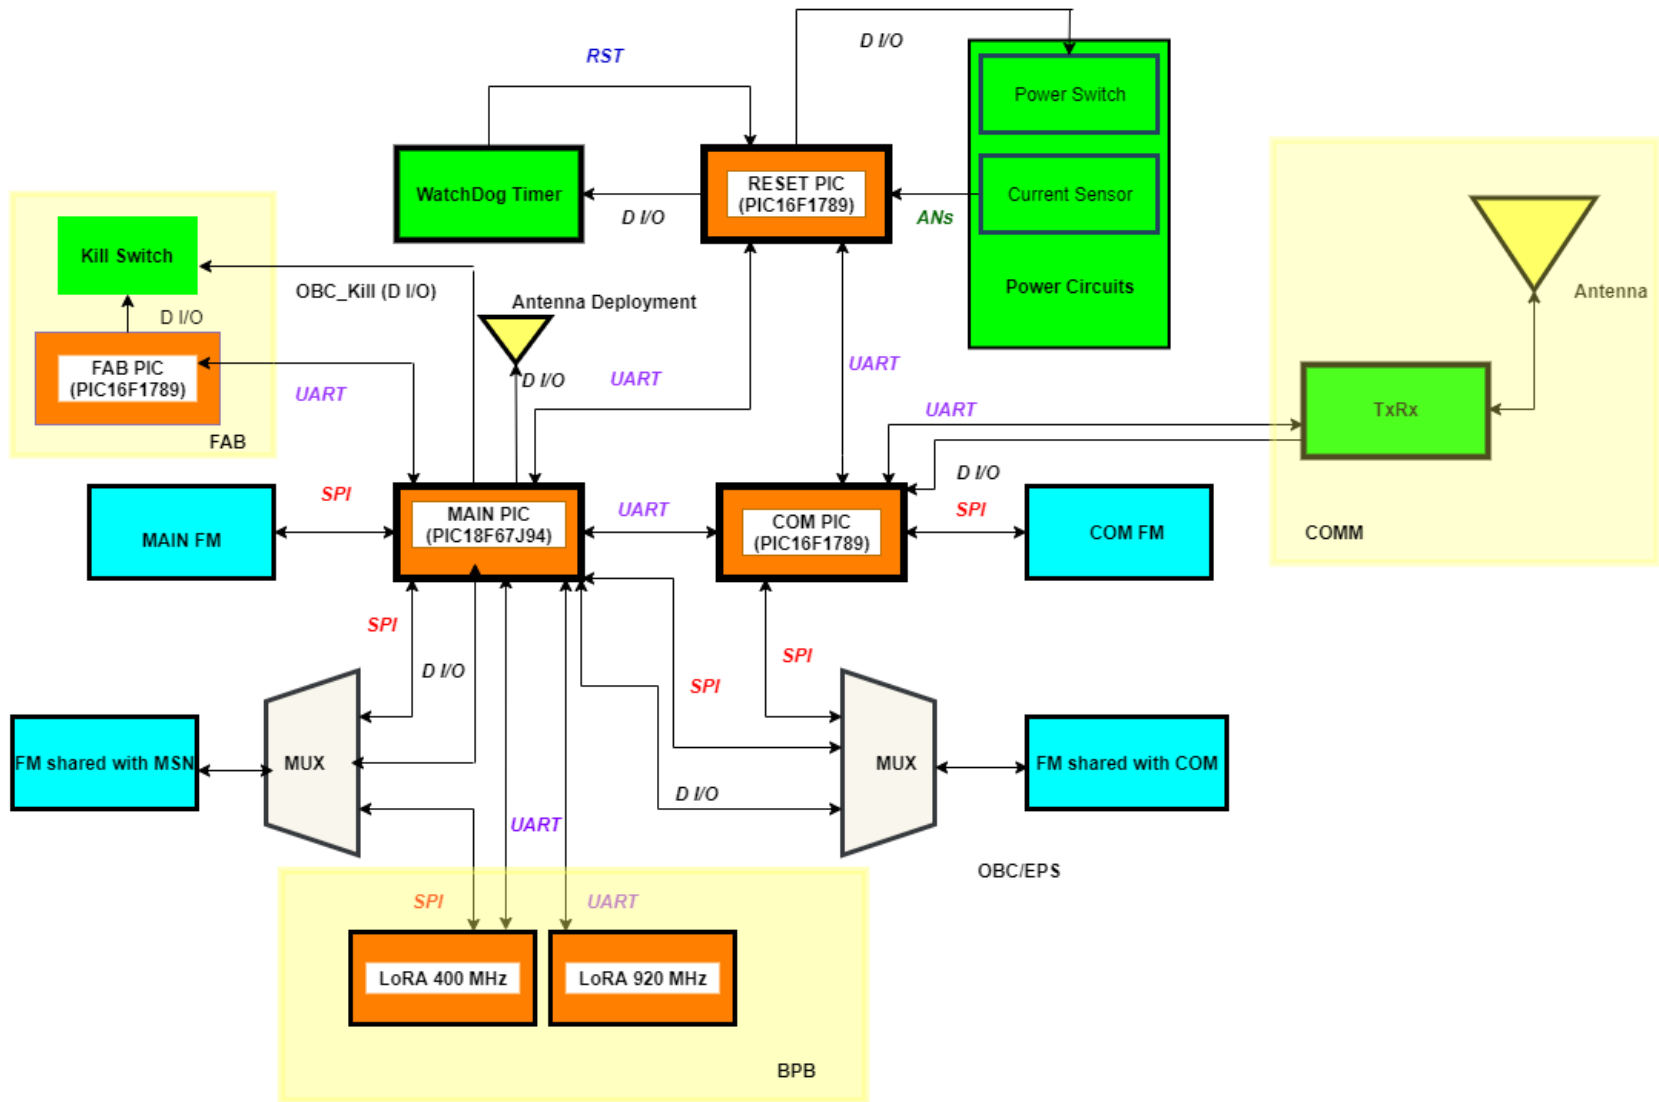 D I/O
RST
Power Switch
WatchDog Timer
D I/O
RESET PIC
(PIC16F1789)
ANs
Current Sensor
Power Circuits
Antenna
Kill Switch
OBC_Kill (D I/O)
D I/O
Antenna Deployment
FAB PIC
(PIC16F1789)
UART
D I/O
UART
UART
FAB
UART
TxRx
D I/O
SPI
MAIN FM
MAIN PIC
(PIC18F67J94)
UART
COM PIC
(PIC16F1789)
SPI
COM FM
COMM
SPI
D I/O
SPI
SPI
FM shared with MSN
MUX
MUX
FM shared with COM
D I/O
UART
OBC/EPS
SPI
UART
LoRA 400 MHz
LoRA 920 MHz
BPB